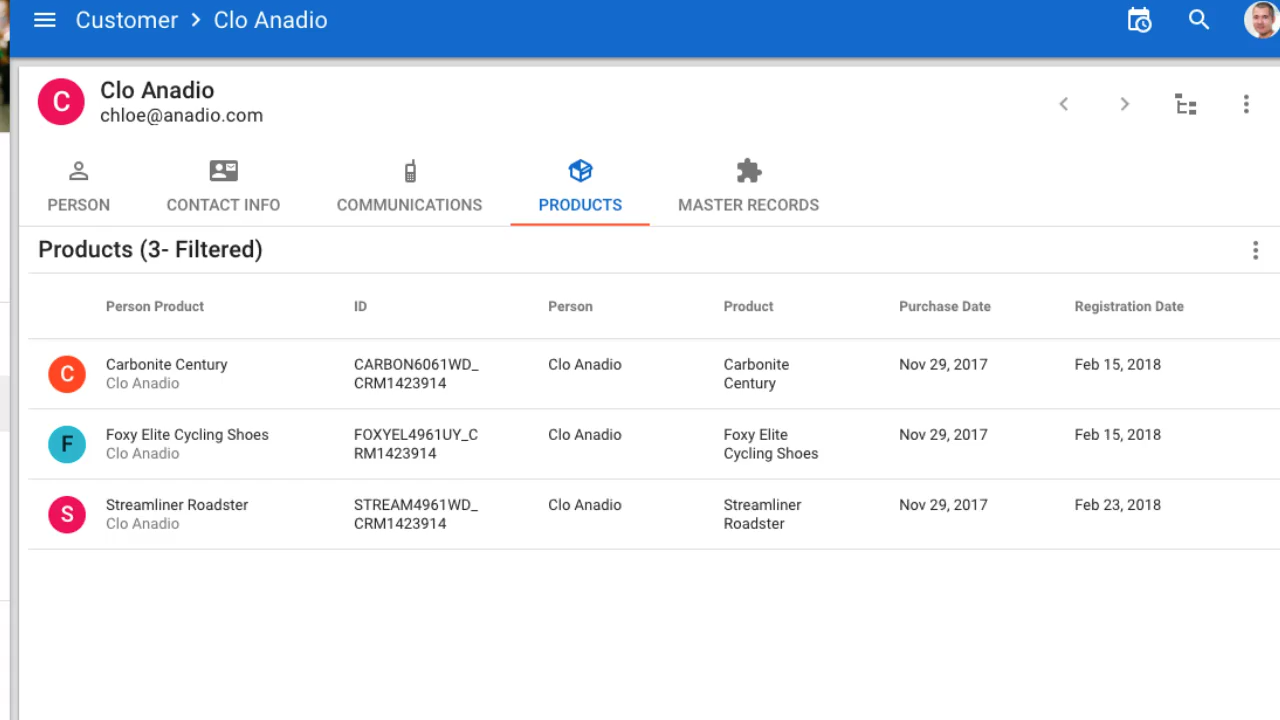 Customer > Clo Anadio
C
Clo Anadio
chloe@anadio.com
PERSON CONTACT INFO COMMUNICATIONS PRODUCTS MASTER RECORDS
Products (3- Filtered)
Person Product ID Person Product Purchase Date Registration Date
C
Carbonite Century CARBON6061WD_ Clo Anadio Carbonite Nov 29, 2017 Feb 15, 2018
Clo Anadio CRM1423914 Century
F
Foxy Elite Cycling Shoes FOXYEL4961UY_C Clo Anadio Foxy Elite Nov 29, 2017 Feb 15, 2018
Clo Anadio RM1423914 Cycling Shoes
S
Streamliner Roadster STREAM4961WD_ Clo Anadio Streamliner Nov 29, 2017 Feb 23, 2018
Clo Anadio CRM1423914 Roadster